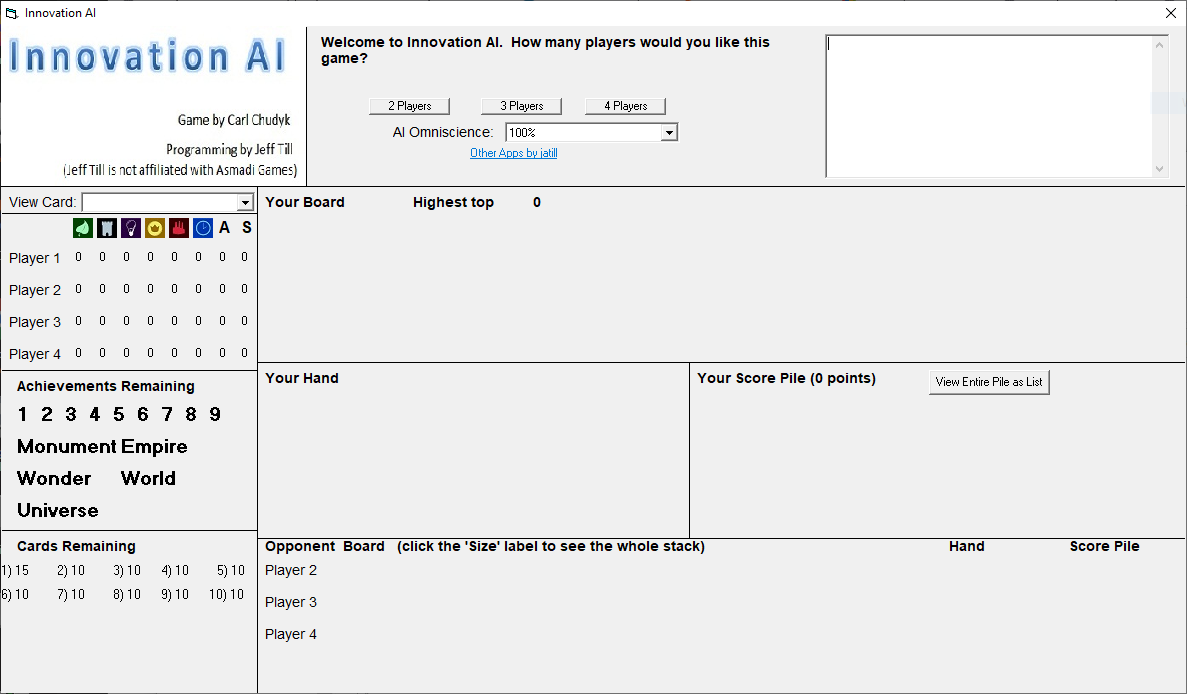 Innovation AI
Innovation AI
Game by Carl Chudyk
Programming by Jeff Till
(Jeff Till is not affiliated with Asmadi Games)
Welcome to Innovation AI.  How many players would you like this
game?
2 Players 3 Players 4 Players
AI Omniscience: 100%
Other Apps by jatill
View Card:
A S
Player 1 0 0 0 0 0 0 0 0
Player 2 0 0 0 0 0 0 0 0
Player 3 0 0 0 0 0 0 0 0
Player 4 0 0 0 0 0 0 0 0
Achievements Remaining
1 2 3 4 5 6 7 8 9
Monument Empire
Wonder World
Universe
Cards Remaining
1) 15 2) 10 3) 10 4) 10 5) 10
6) 10 7) 10 8) 10 9) 10 10) 10
Your Board Highest top 0
Your Hand
Your Score Pile (0 points) View Entire Pile as List
Opponent Board (click the 'Size' label to see the whole stack) Hand Score Pile
Player 2
Player 3
Player 4